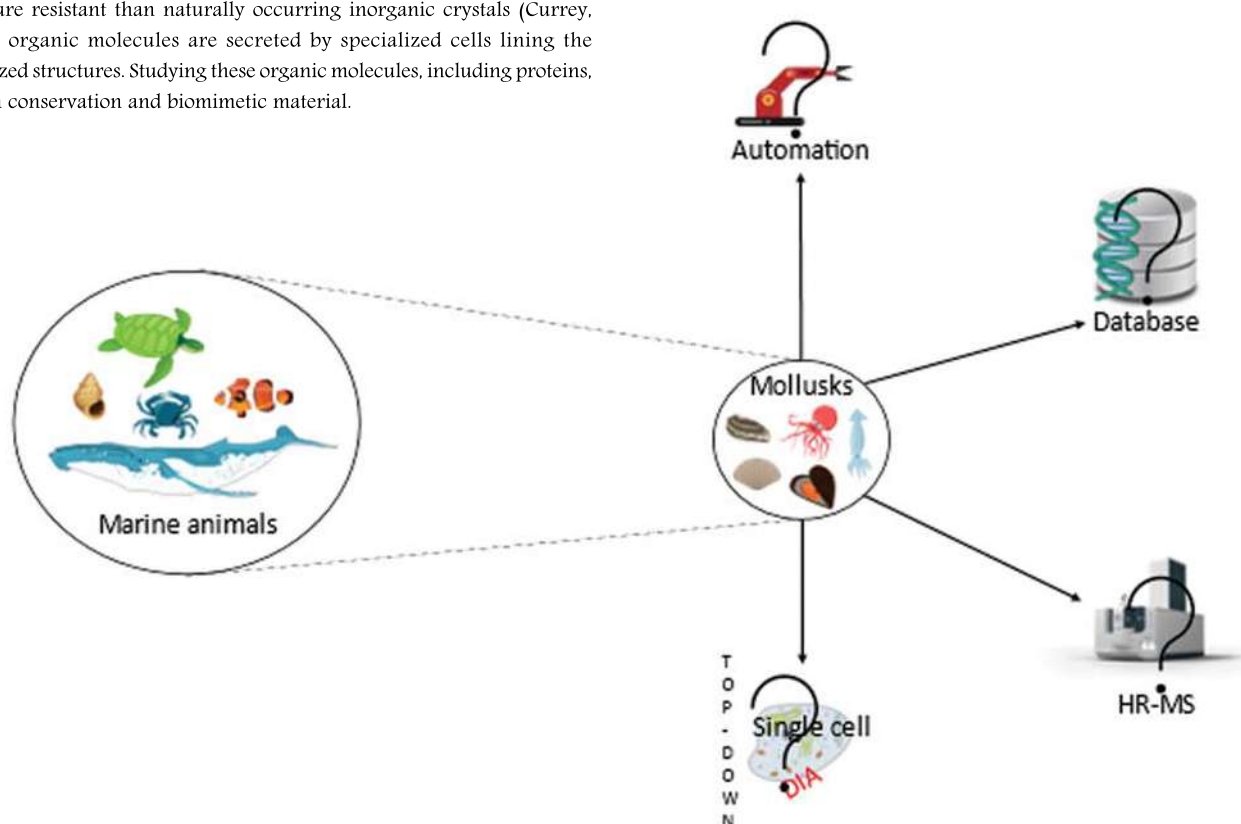 ure resistant than naturally occurring inorganic crystals (Currey,
organic molecules are secreted by specialized cells lining the
zed structures. Studying these organic molecules, including proteins,
conservation and biomimetic material.
Automation
Database
Mollusks
Marine animals
HR-MS
TOP-DOWN
Single cell
DIA